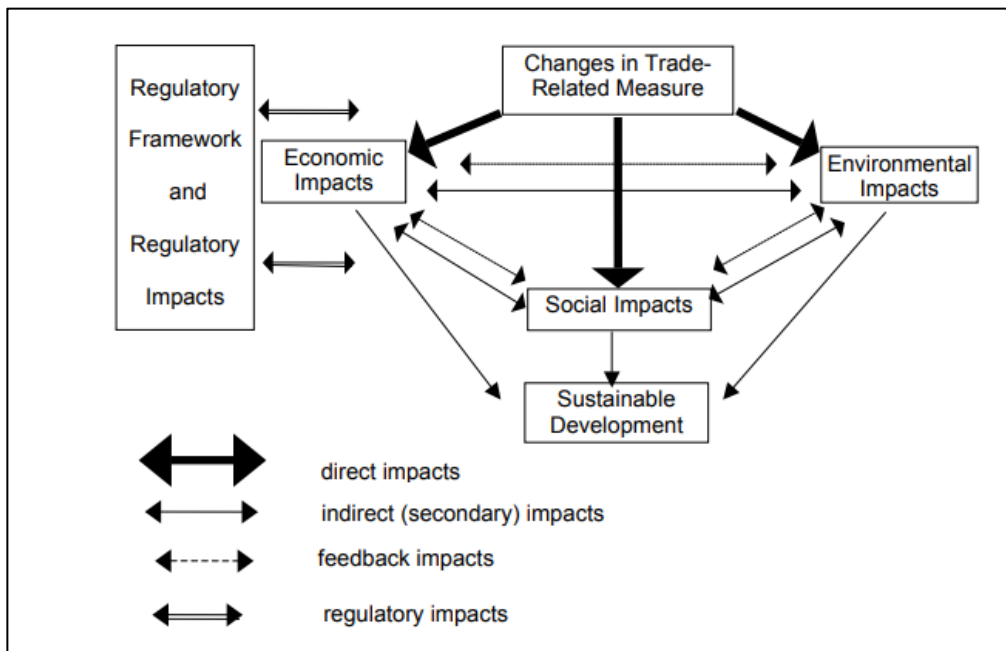 Regulatory
Framework
and
Regulatory
Impacts
Changes in Trade-
Related Measure
Economic
Impacts
Environmental
Impacts
Social Impacts
Sustainable
Development
direct impacts
indirect (secondary) impacts
feedback impacts
regulatory impacts